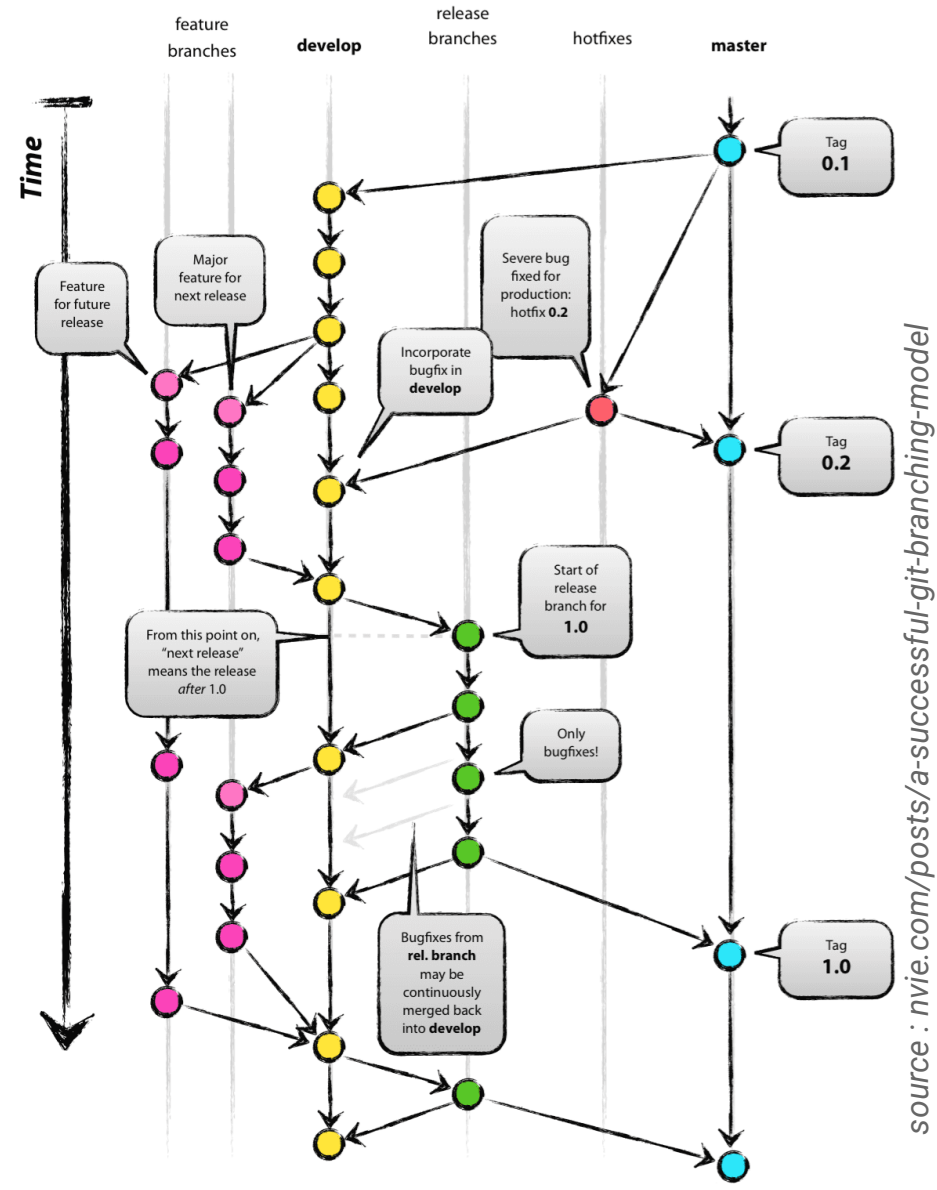 feature
branches
develop
release
branches
hotfixes
master
Time
Tag
0.1
Major
feature for
next release
Feature
for future
release
Severe bug
fixed for
production:
hotfix 0.2
Incorporate
bugfix in
develop
Tag
0.2
Start of
release
branch for
1.0
From this point on,
“next release”
means the release
after 1.0
Only
bugfixes!
Bugfixes from
rel. branch
may be
continuously
merged back
into develop
Tag
1.0
source : nvie.com/posts/a-successful-git-branching-model